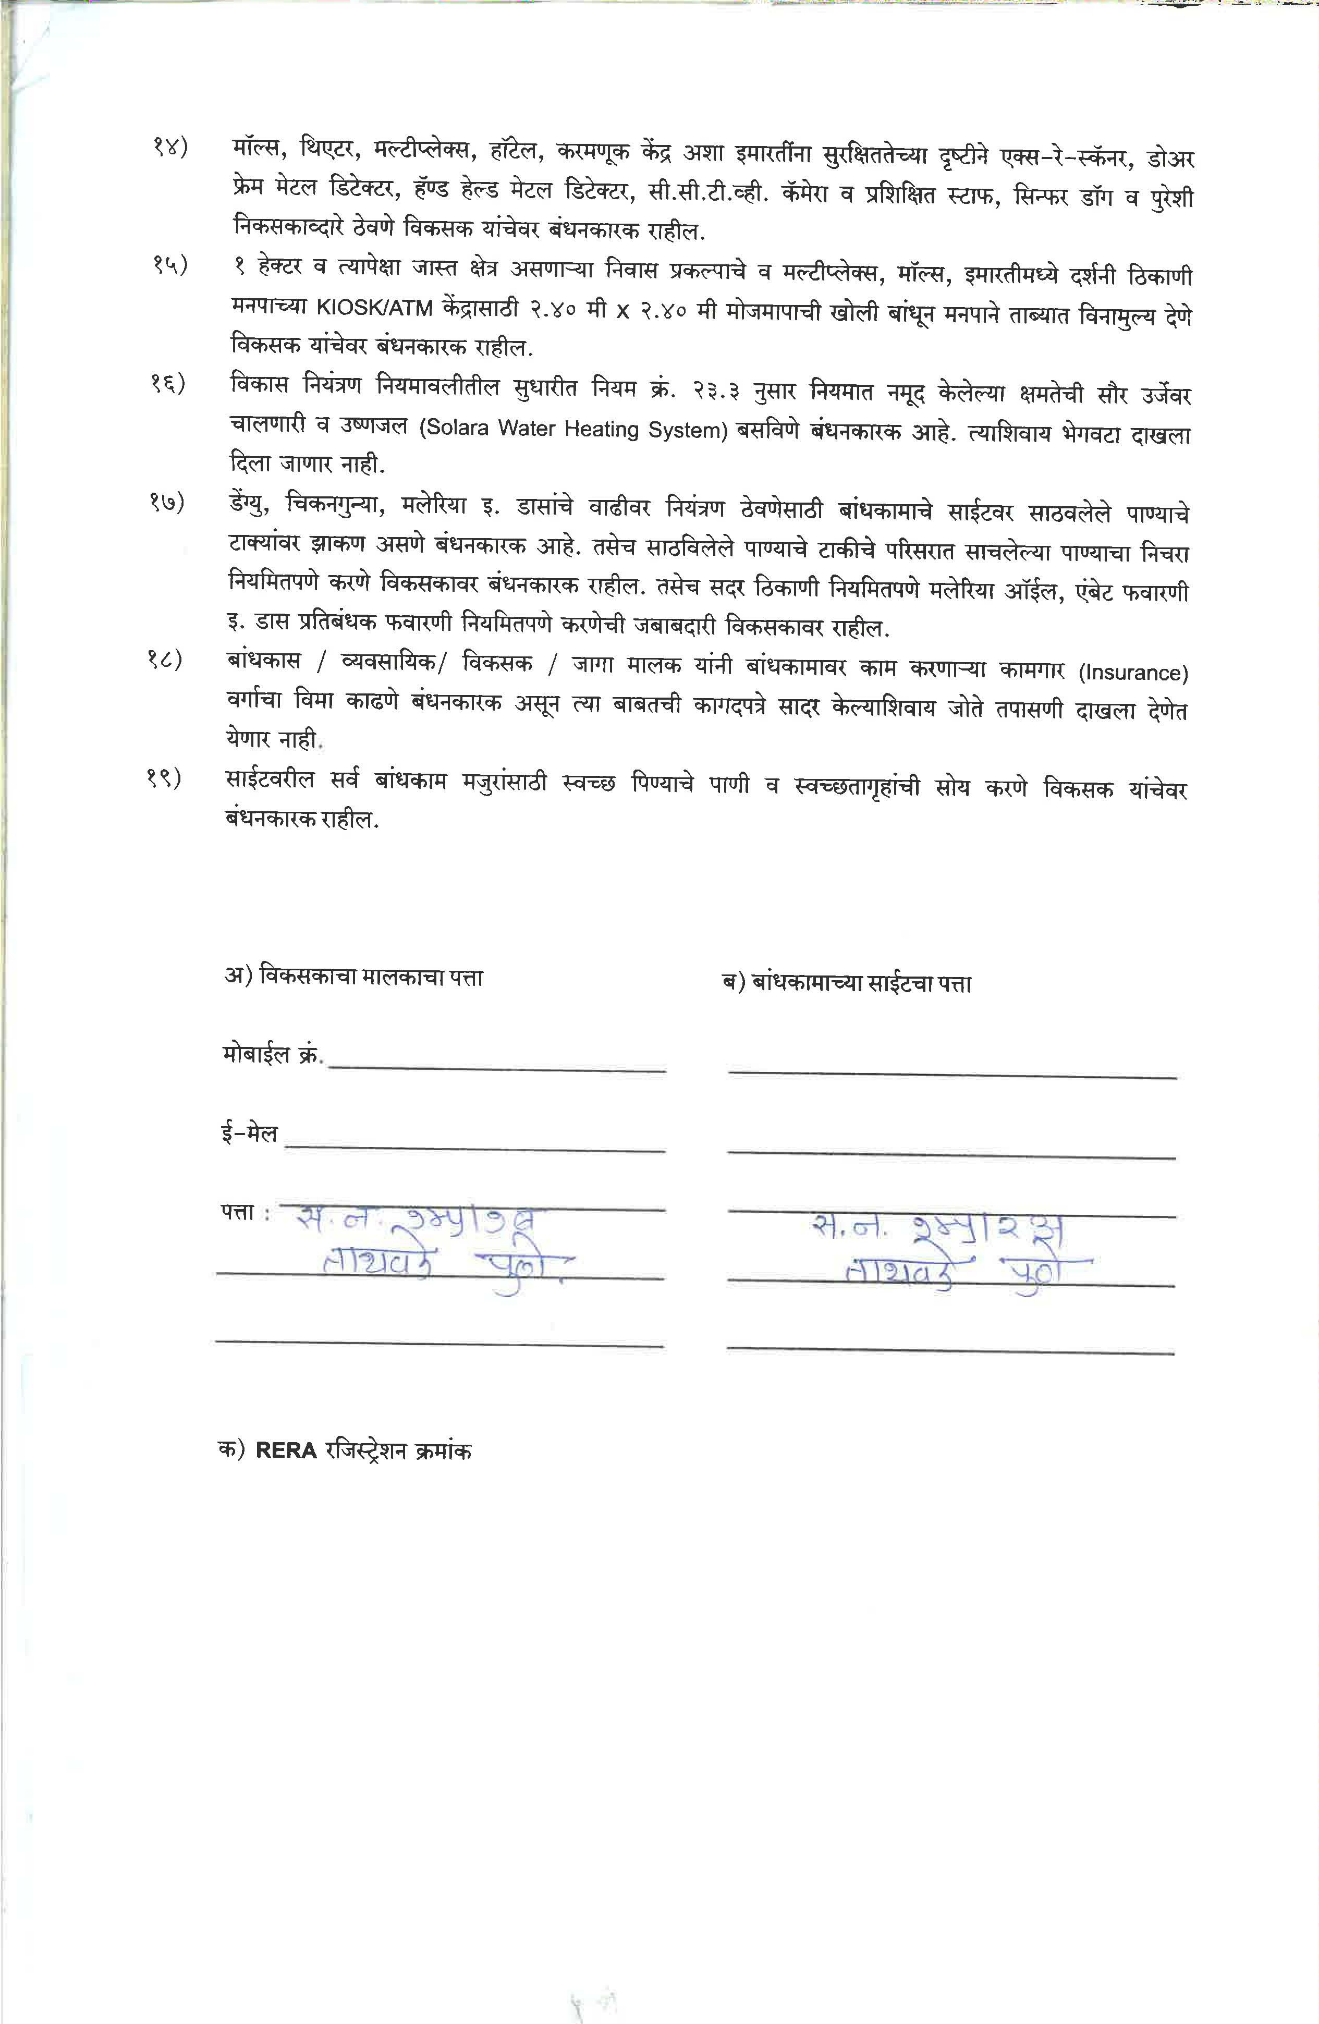 १४) मॉल्स, थिएटर, मल्टीप्लेक्स, हॉटेल, करमणूक केंद्र अशा इमारतींना सुरक्षिततेच्या दृष्टीने एक्स-रे-स्कॅनर, डोअर
फ्रेम मेटल डिटेक्टर, हॅण्ड हेल्ड मेटल डिटेक्टर, सी.सी.टी.व्ही. कॅमेरा व प्रशिक्षित स्टाफ, सिन्फर डॉग व पुरेशी
निकसकाव्दारे ठेवणे विकसक यांचेवर बंधनकारक राहील.
१५) १ हेक्टर व त्यापेक्षा जास्त क्षेत्र असणाऱ्या निवास प्रकल्पाचे व मल्टीप्लेक्स, मॉल्स, इमारतीमध्ये दर्शनी ठिकाणी
मनपाच्या KIOSK/ATM केंद्रासाठी २.४० मी x २.४० मी मोजमापाची खोली बांधून मनपाने ताब्यात विनामुल्य देणे
विकसक यांचेवर बंधनकारक राहील.
१६) विकास नियंत्रण नियमावलीतील सुधारीत नियम क्रं. २३.३ नुसार नियमात नमूद केलेल्या क्षमतेची सौर उर्जेवर
चालणारी व उष्णजल (Solara Water Heating System) बसविणे बंधनकारक आहे. त्याशिवाय भेगवटा दाखला
दिला जाणार नाही.
१७) डेंग्यु, चिकनगुन्या, मलेरिया इ. डासांचे वाढीवर नियंत्रण ठेवणेसाठी बांधकामाचे साईटवर साठवलेले पाण्याचे
टाक्यांवर झाकण असणे बंधनकारक आहे. तसेच साठविलेले पाण्याचे टाकीचे परिसरात साचलेल्या पाण्याचा निचरा
नियमितपणे करणे विकसकावर बंधनकारक राहील. तसेच सदर ठिकाणी नियमितपणे मलेरिया ऑईल, एंबेट फवारणी
इ. डास प्रतिबंधक फवारणी नियमितपणे करणेची जबाबदारी विकसकावर राहील.
१८) बांधकास / व्यवसायिक/ विकसक / जागा मालक यांनी बांधकामावर काम करणाऱ्या कामगार (Insurance)
वर्गाचा विमा काढणे बंधनकारक असून त्या बाबतची कागदपत्रे सादर केल्याशिवाय जोते तपासणी दाखला देणेत
येणार नाही.
१९) साईटवरील सर्व बांधकाम मजुरांसाठी स्वच्छ पिण्याचे पाणी व स्वच्छतागृहांची सोय करणे विकसक यांचेवर
बंधनकारक राहील.
अ) विकसकाचा मालकाचा पत्ता ब) बांधकामाच्या साईटचा पत्ता
मोबाईल क्रं.
ई-मेल
पत्ता : स. न. स. न.
ताथवडे पुणे. ताथवडे पुणे
क) RERA रजिस्ट्रेशन क्रमांक